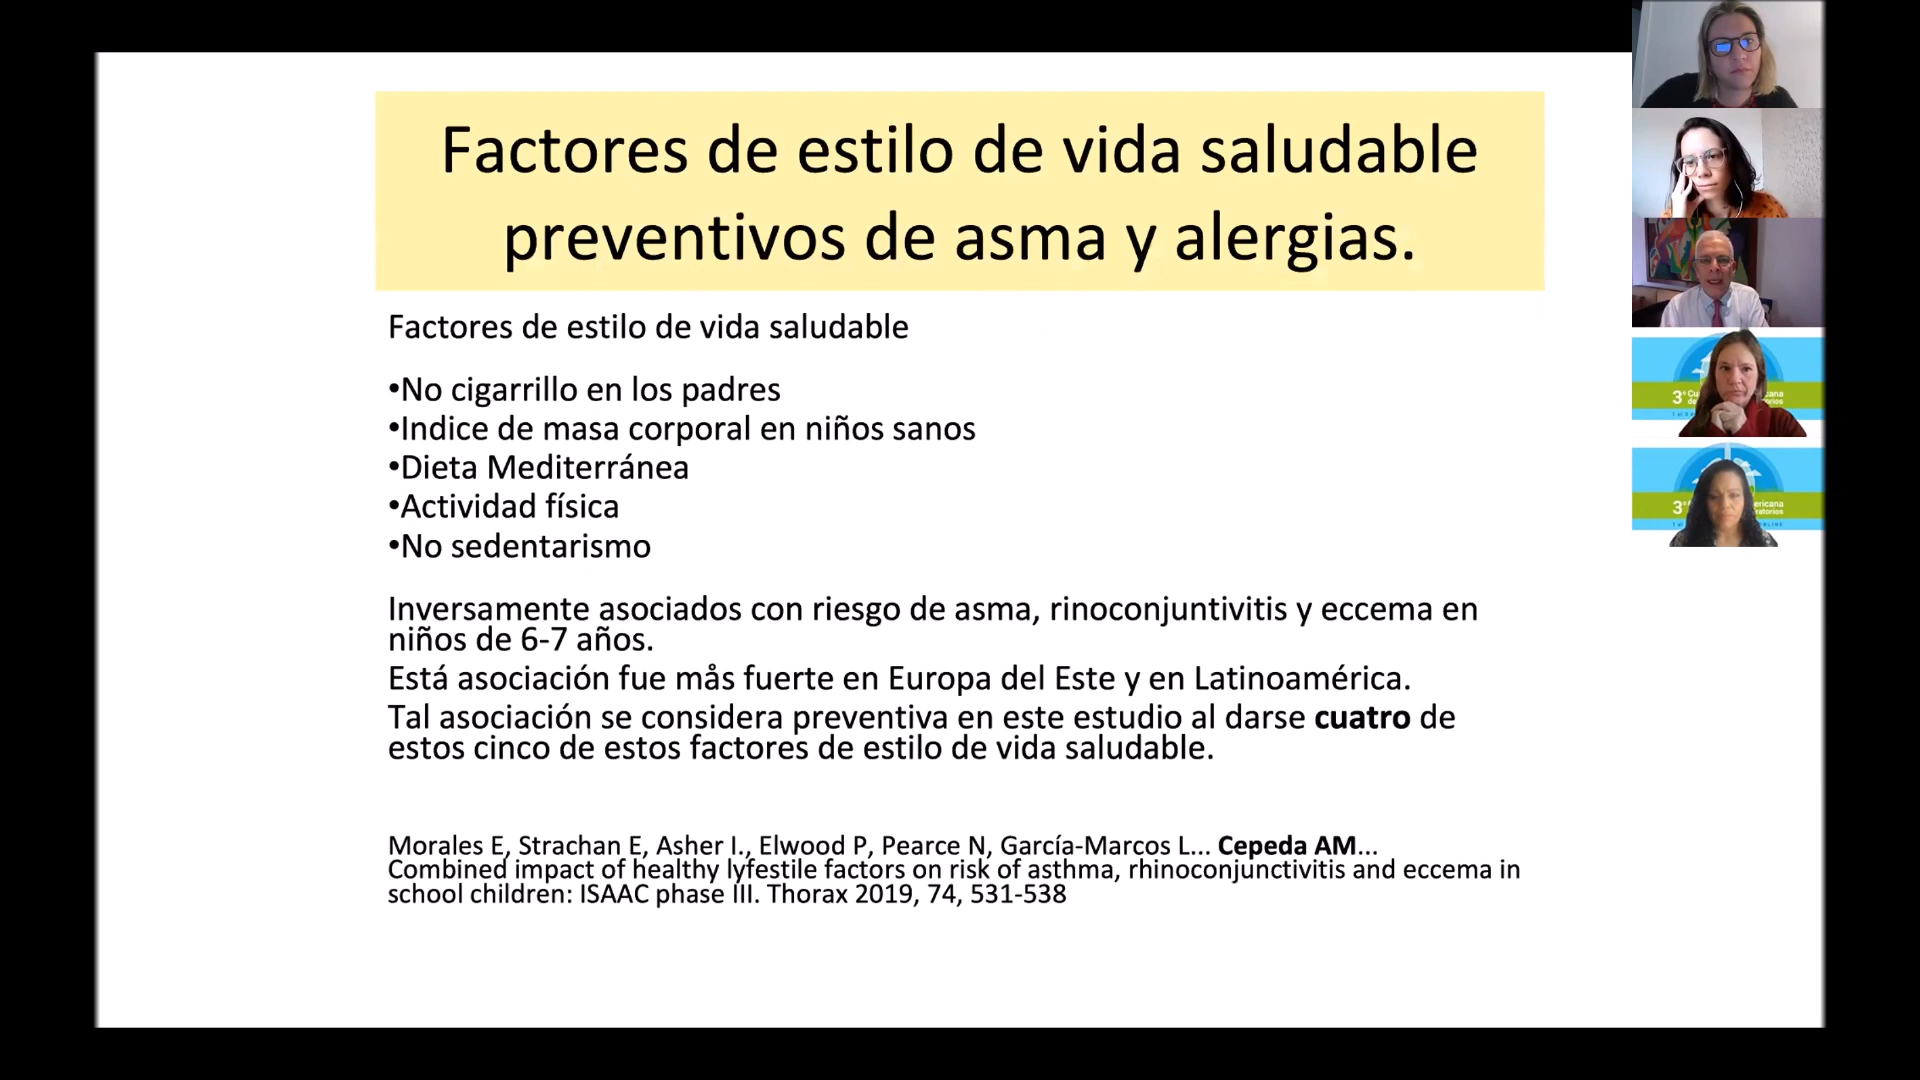 Factores de estilo de vida saludable
preventivos de asma y alergias.
Factores de estilo de vida saludable
•No cigarrillo en los padres
•Indice de masa corporal en niños sanos
•Dieta Mediterránea
•Actividad física
•No sedentarismo
Inversamente asociados con riesgo de asma, rinoconjuntivitis y eccema en
niños de 6-7 años.
Está asociación fue mås fuerte en Europa del Este y en Latinoamérica.
Tal asociación se considera preventiva en este estudio al darse cuatro de
estos cinco de estos factores de estilo de vida saludable.
Morales E, Strachan E, Asher I., Elwood P, Pearce N, García-Marcos L... Cepeda AM...
Combined impact of healthy lyfestile factors on risk of asthma, rhinoconjunctivitis and eccema in
school children: ISAAC phase III. Thorax 2019, 74, 531-538